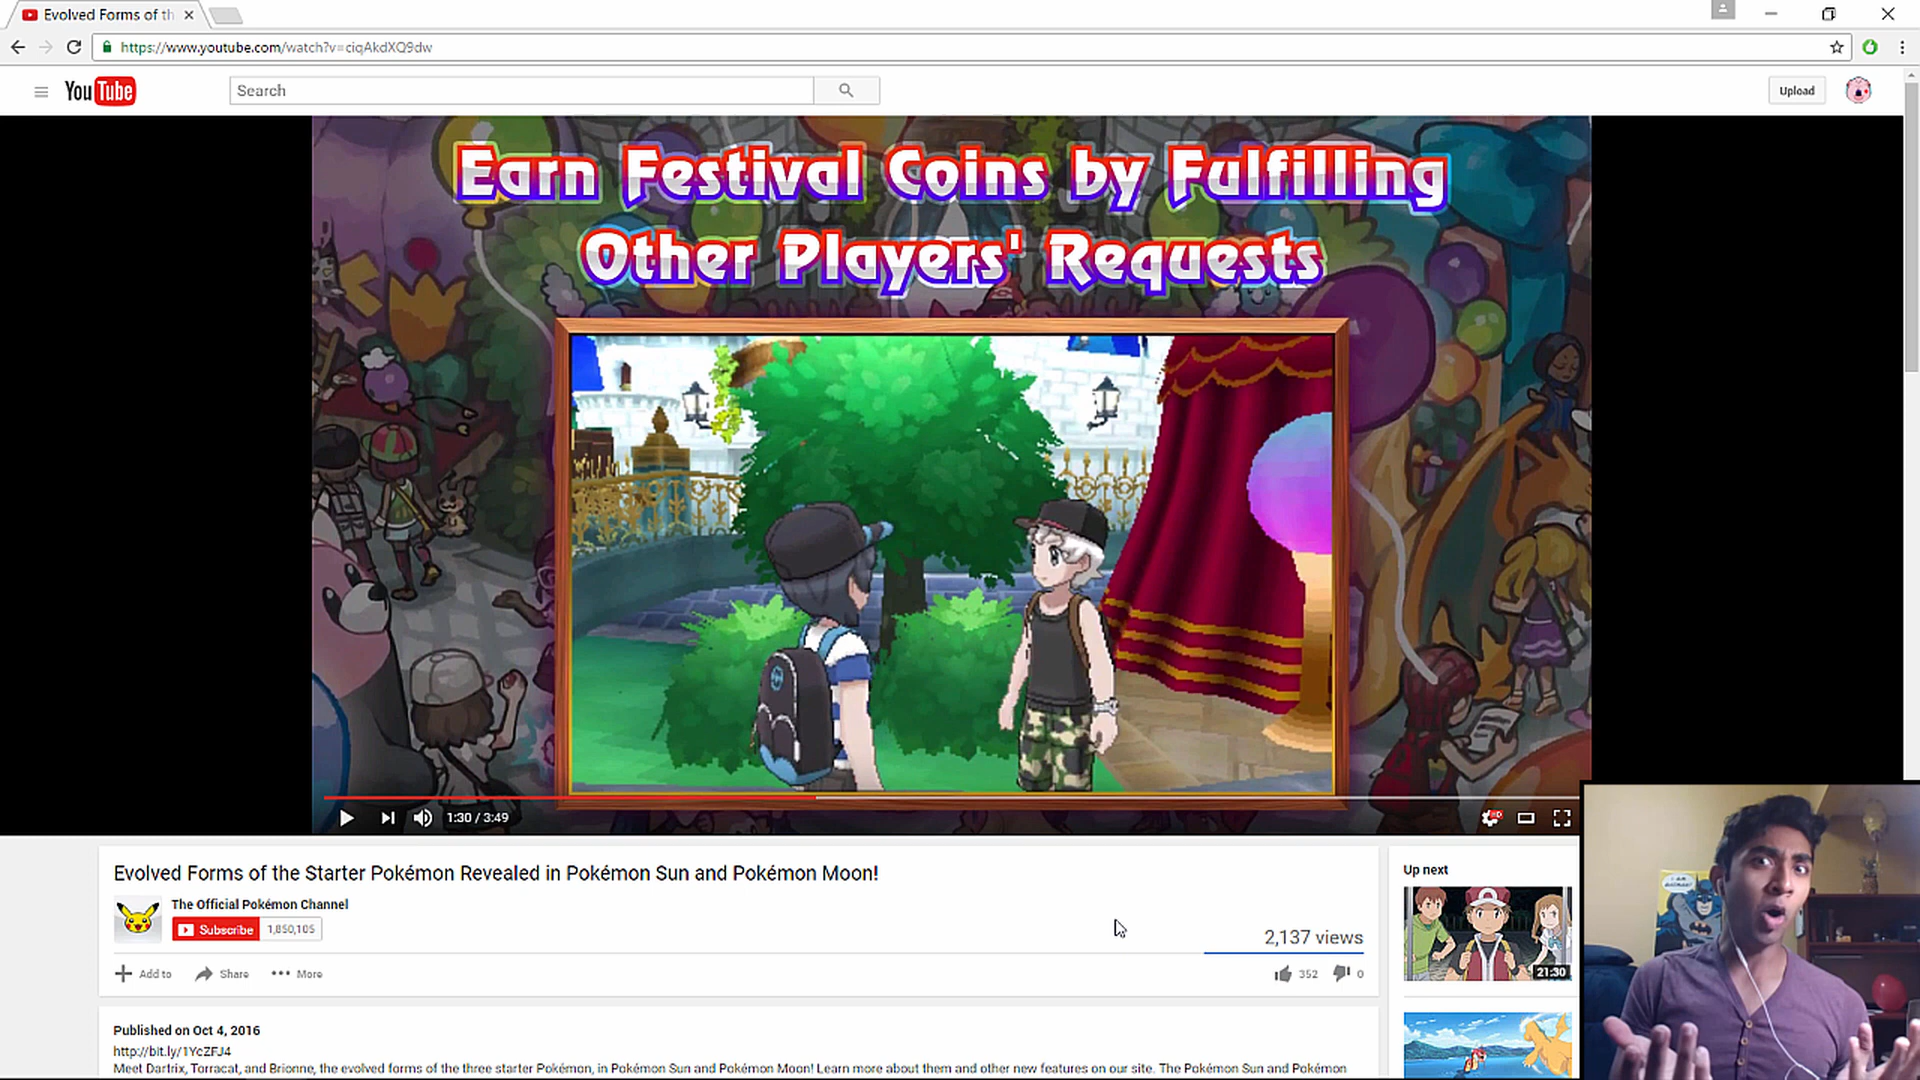 Evolved Forms of th
https://www.youtube.com/watch?v=ciqAkdXQ9dw
YouTube
Search
Upload
Earn Festival Coins by Fulfilling
Other Players' Requests
1:30 / 3:49
HD
Evolved Forms of the Starter Pokémon Revealed in Pokémon Sun and Pokémon Moon!
The Official Pokémon Channel
Subscribe 1,850,105
2,137 views
Add to Share More
352 0
Published on Oct 4, 2016
http://bit.ly/1YcZFJ4
Meet Dartrix, Torracat, and Brionne, the evolved forms of the three starter Pokémon, in Pokémon Sun and Pokémon Moon! Learn more about them and other new features on our site. The Pokémon Sun and Pokémon
Up next
21:30
I AM
BATMAN!